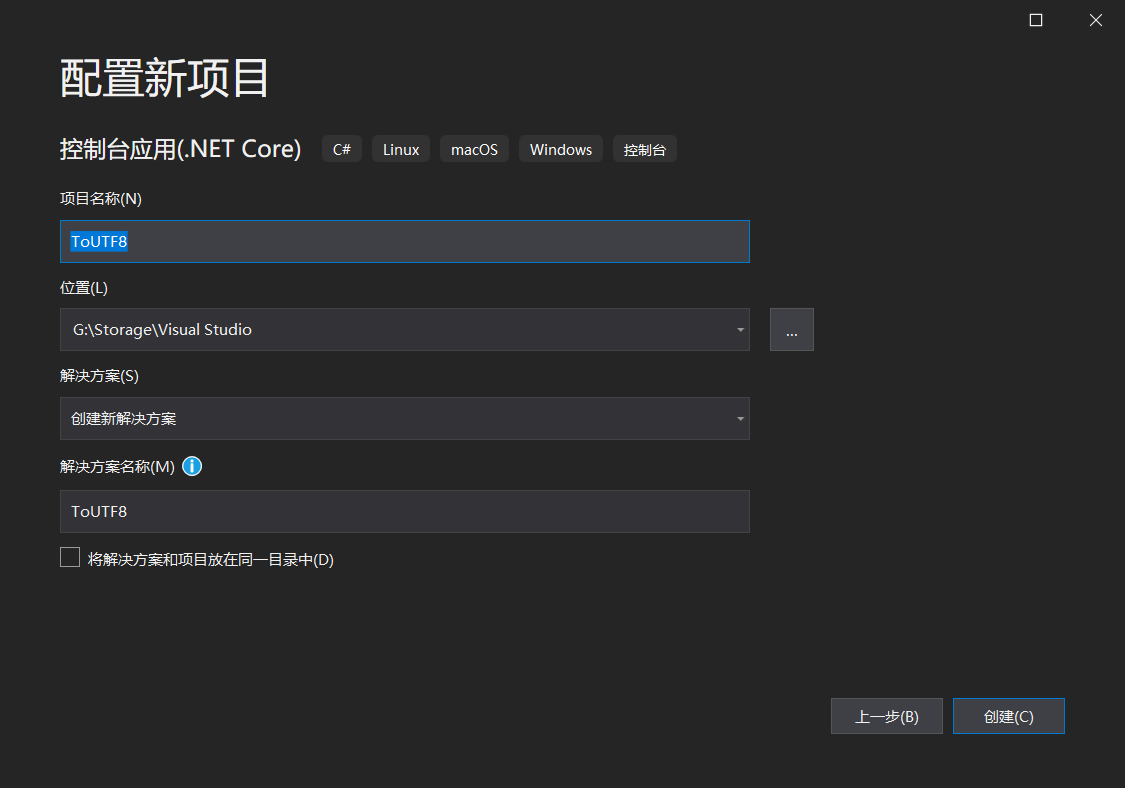 配置新项目
控制台应用(.NET Core) C# Linux macOS Windows 控制台
项目名称(N)
ToUTF8
位置(L)
G:\Storage\Visual Studio
...
解决方案(S)
创建新解决方案
解决方案名称(M)
ToUTF8
将解决方案和项目放在同一目录中(D)
上一步(B) 创建(C)